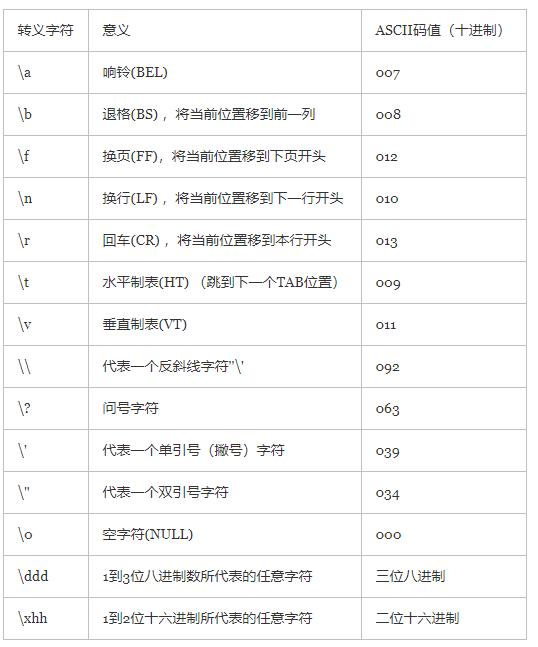 转义字符 意义 ASCII码值（十进制）
\a 响铃(BEL) 007
\b 退格(BS) ，将当前位置移到前一列 008
\f 换页(FF)，将当前位置移到下页开头 012
\n 换行(LF) ，将当前位置移到下一行开头 010
\r 回车(CR) ，将当前位置移到本行开头 013
\t 水平制表(HT) （跳到下一个TAB位置） 009
\v 垂直制表(VT) 011
\\ 代表一个反斜线字符''\' 092
\? 问号字符 063
\' 代表一个单引号（撇号）字符 039
\" 代表一个双引号字符 034
\0 空字符(NULL) 000
\ddd 1到3位八进制数所代表的任意字符 三位八进制
\xhh 1到2位十六进制所代表的任意字符 二位十六进制